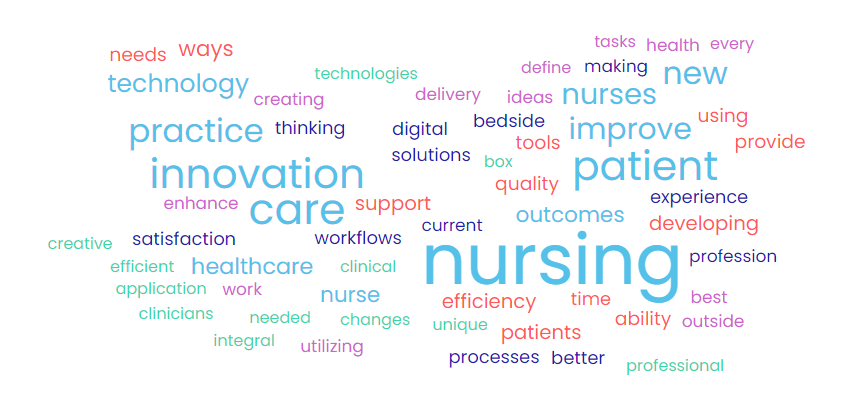 tasks health every
needs ways
technologies define making new
technology
creating delivery ideas nurses
using
practice thinking digital bedside improve
tools provide
solutions box patient
innovation quality
experience
enhance care support
outcomes developing
current
creative satisfaction workflows
nursing profession
efficient healthcare clinical
application work nurse
efficiency time best
clinicians needed changes unique ability outside
patients
integral utilizing
processes better professional